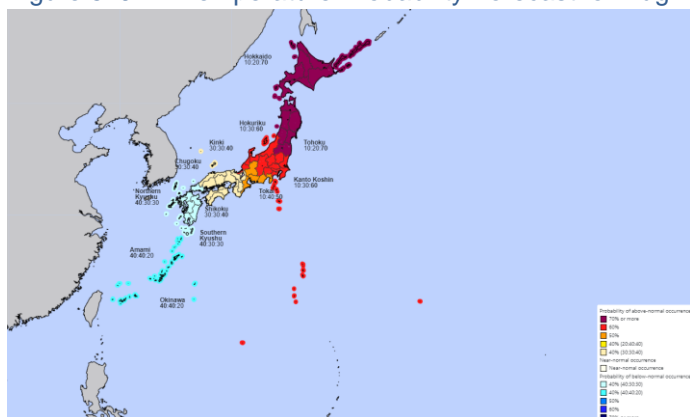 Hokkaido
10:20:70
Hokuriku
10:30:60
Tohoku
10:20:70
Kinki
30:30:40
Chugoku
30:30:40
Kanto Koshin
10:30:60
Tokai
10:40:50
Northern
Kyushu
40:30:30
Shikoku
30:30:40
Southern
Kyushu
40:30:30
Amami
40:40:20
Okinawa
40:40:20
Probability of above-normal occurrence
70% or more
60%
50%
40% (20:40:40)
40% (30:30:40)
Near-normal occurrence
Near-normal occurrence
Probability of below-normal occurrence
40% (40:30:30)
40% (40:40:20)
50%
60%